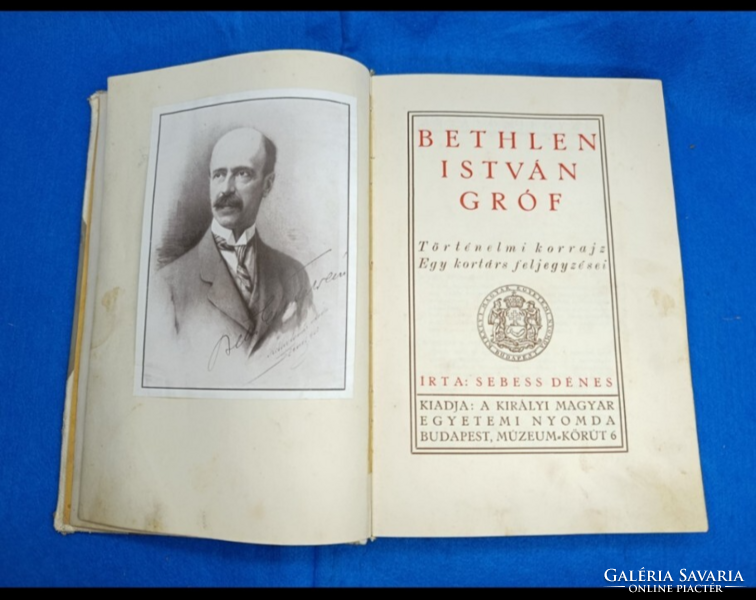 BETHLEN
ISTVÁN
GRÓF
Történelmi korrajz
Egy kortárs feljegyzései
IRTA: SEBESS DÉNES
KIADJA: A KIRÁLYI MAGYAR
EGYETEMI NYOMDA
BUDAPEST, MÚZEUM-KÖRÚT 6
GALÉRIA SAVARIA
ONLINE PIACTÉR